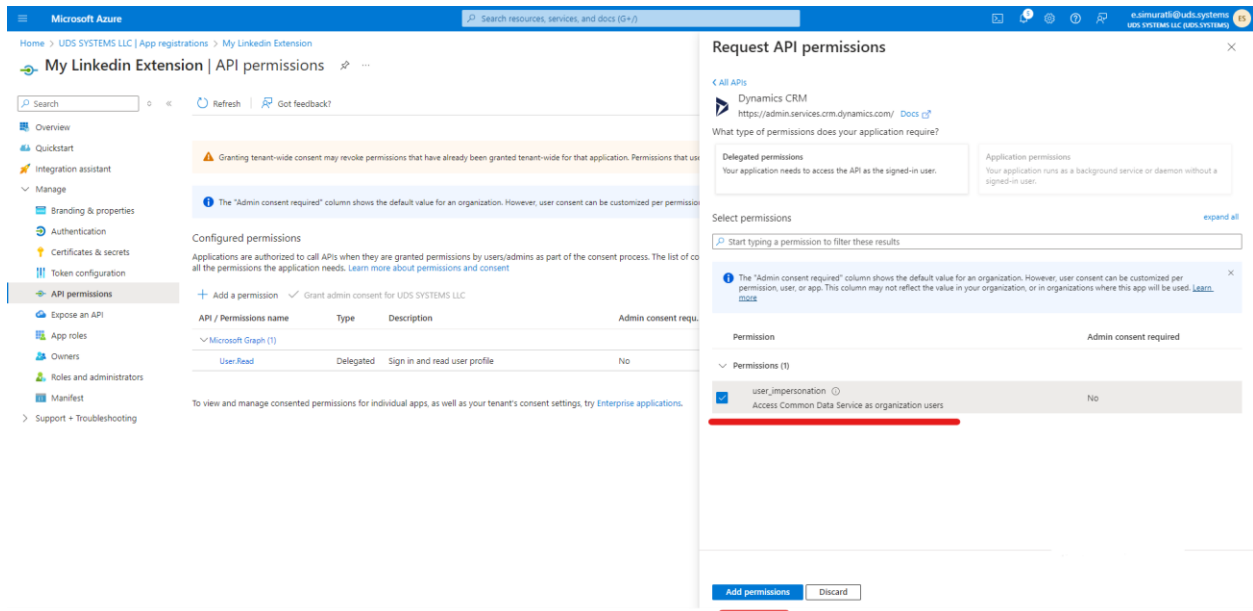 Microsoft Azure
Search resources, services, and docs (G+/)
e.simuratli@uds.systems
UDS SYSTEMS LLC (UDS.SYSTEMS)
ES
Home > UDS SYSTEMS LLC | App registrations > My Linkedin Extension
My Linkedin Extension | API permissions
Search
Overview
Quickstart
Integration assistant
Manage
Branding & properties
Authentication
Certificates & secrets
Token configuration
API permissions
Expose an API
App roles
Owners
Roles and administrators
Manifest
Support + Troubleshooting
Refresh
Got feedback?
Granting tenant-wide consent may revoke permissions that have already been granted tenant-wide for that application. Permissions that use
The "Admin consent required" column shows the default value for an organization. However, user consent can be customized per permission
Configured permissions
Applications are authorized to call APIs when they are granted permissions by users/admins as part of the consent process. The list of co
all the permissions the application needs. Learn more about permissions and consent
Add a permission
Grant admin consent for UDS SYSTEMS LLC
API / Permissions name Type Description Admin consent requ...
Microsoft Graph (1)
User.Read Delegated Sign in and read user profile No
To view and manage consented permissions for individual apps, as well as your tenant's consent settings, try Enterprise applications.
Request API permissions
All APIs
Dynamics CRM
https://admin.services.crm.dynamics.com/ Docs
What type of permissions does your application require?
Delegated permissions
Your application needs to access the API as the signed-in user.
Application permissions
Your application runs as a background service or daemon without a
signed-in user.
Select permissions
expand all
Start typing a permission to filter these results
The "Admin consent required" column shows the default value for an organization. However, user consent can be customized per
permission, user, or app. This column may not reflect the value in your organization, or in organizations where this app will be used. Learn
more
Permission Admin consent required
Permissions (1)
user_impersonation
Access Common Data Service as organization users
No
Add permissions
Discard